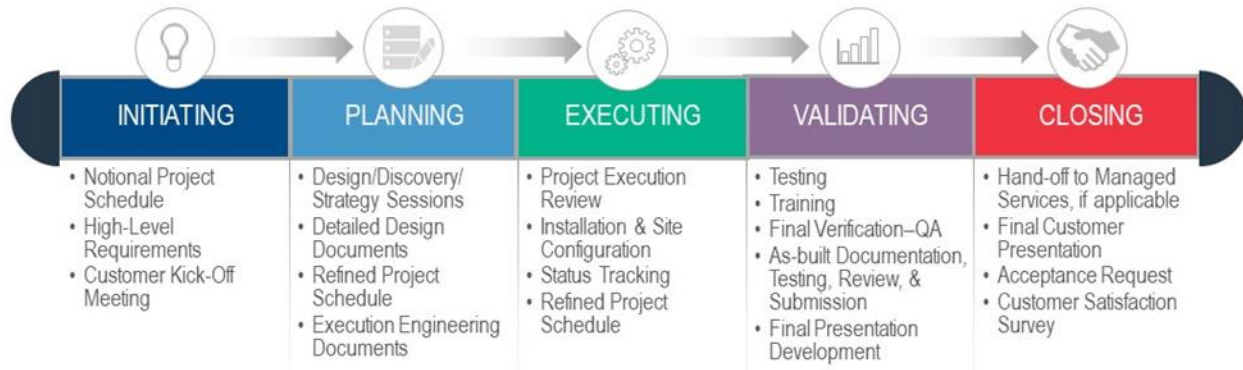 INITIATING
PLANNING
EXECUTING
VALIDATING
CLOSING
• Notional Project
Schedule
• High-Level
Requirements
• Customer Kick-Off
Meeting
• Design/Discovery/
Strategy Sessions
• Detailed Design
Documents
• Refined Project
Schedule
• Execution Engineering
Documents
• Project Execution
Review
• Installation & Site
Configuration
• Status Tracking
• Refined Project
Schedule
• Testing
• Training
• Final Verification–QA
• As-built Documentation,
Testing, Review, &
Submission
• Final Presentation
Development
• Hand-off to Managed
Services, if applicable
• Final Customer
Presentation
• Acceptance Request
• Customer Satisfaction
Survey